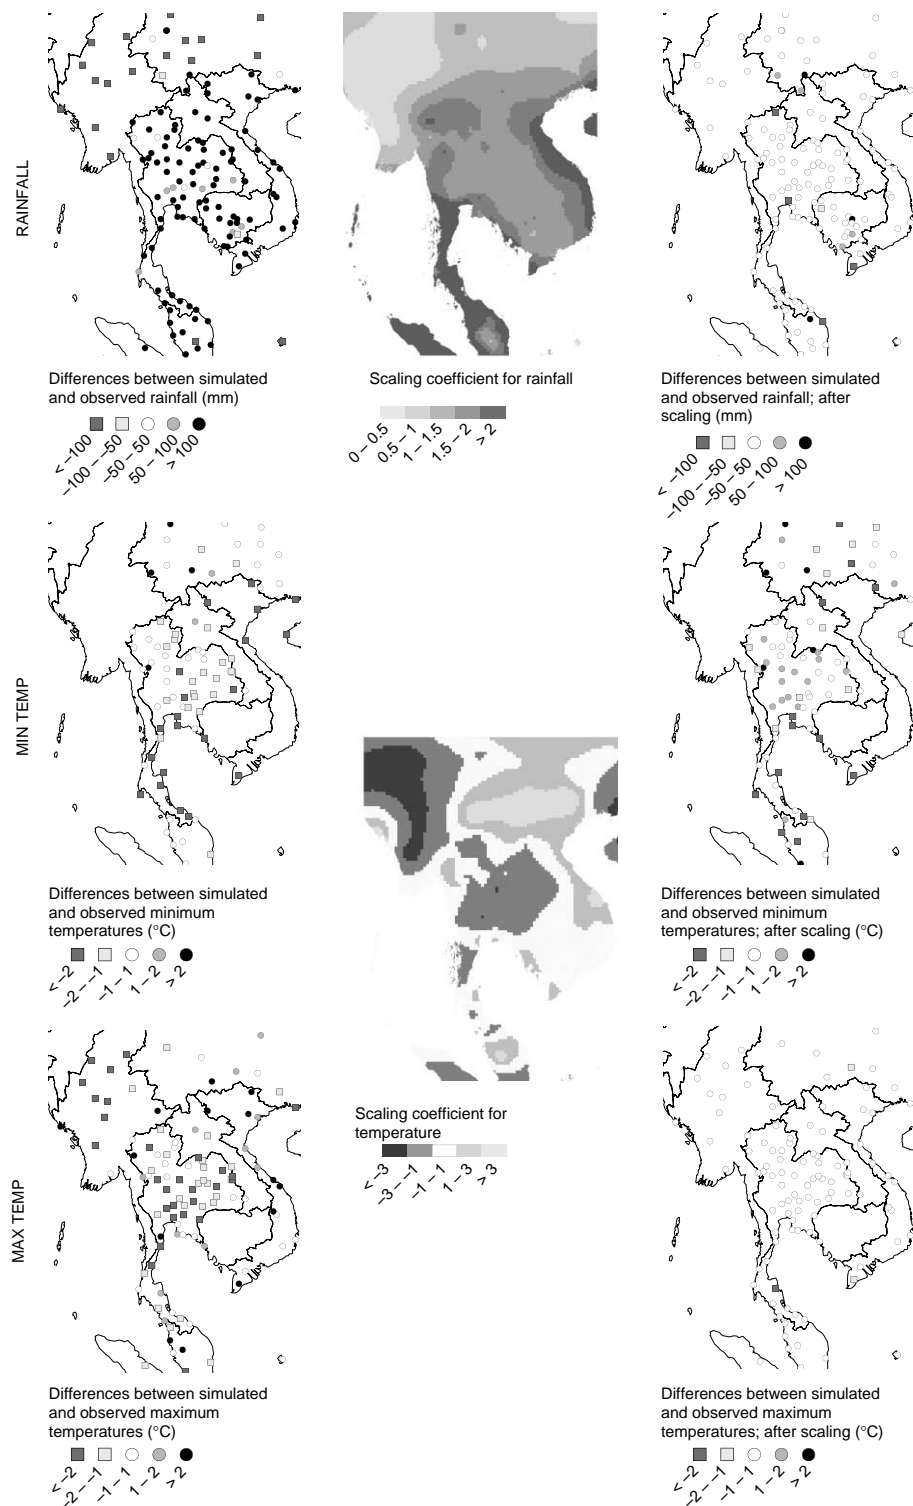 RAINFALL
Differences between simulated
and observed rainfall (mm)
< –100
–100 – –50
–50 – 50
50 – 100
> 100
Scaling coefficient for rainfall
0 – 0.5
0.5 – 1
1 – 1.5
1.5 – 2
> 2
Differences between simulated
and observed rainfall; after
scaling (mm)
< –100
–100 – –50
–50 – 50
50 – 100
> 100
MIN TEMP
Differences between simulated
and observed minimum
temperatures (°C)
< –2
–2 – –1
–1 – 1
1 – 2
> 2
Scaling coefficient for
temperature
< –3
–3 – –1
–1 – 1
1 – 3
> 3
Differences between simulated
and observed minimum
temperatures; after scaling (°C)
< –2
–2 – –1
–1 – 1
1 – 2
> 2
MAX TEMP
Differences between simulated
and observed maximum
temperatures (°C)
< –2
–2 – –1
–1 – 1
1 – 2
> 2
Differences between simulated
and observed maximum
temperatures; after scaling (°C)
< –2
–2 – –1
–1 – 1
1 – 2
> 2